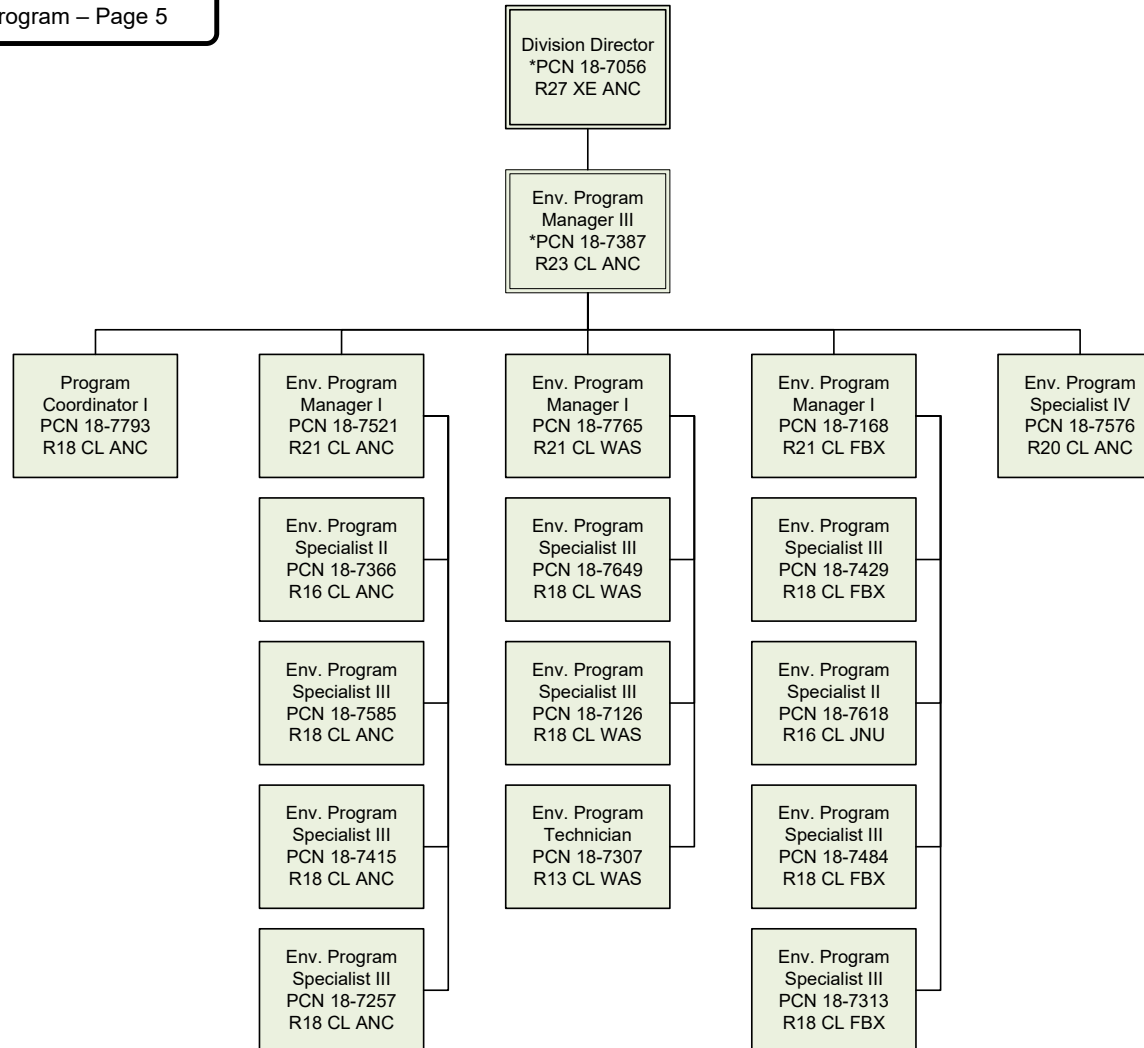 rogram – Page 5
Division Director
*PCN 18-7056
R27 XE ANC
Env. Program
Manager III
*PCN 18-7387
R23 CL ANC
Program
Coordinator I
PCN 18-7793
R18 CL ANC
Env. Program
Manager I
PCN 18-7521
R21 CL ANC
Env. Program
Manager I
PCN 18-7765
R21 CL WAS
Env. Program
Manager I
PCN 18-7168
R21 CL FBX
Env. Program
Specialist IV
PCN 18-7576
R20 CL ANC
Env. Program
Specialist II
PCN 18-7366
R16 CL ANC
Env. Program
Specialist III
PCN 18-7649
R18 CL WAS
Env. Program
Specialist III
PCN 18-7429
R18 CL FBX
Env. Program
Specialist III
PCN 18-7585
R18 CL ANC
Env. Program
Specialist III
PCN 18-7126
R18 CL WAS
Env. Program
Specialist II
PCN 18-7618
R16 CL JNU
Env. Program
Specialist III
PCN 18-7415
R18 CL ANC
Env. Program
Technician
PCN 18-7307
R13 CL WAS
Env. Program
Specialist III
PCN 18-7484
R18 CL FBX
Env. Program
Specialist III
PCN 18-7257
R18 CL ANC
Env. Program
Specialist III
PCN 18-7313
R18 CL FBX